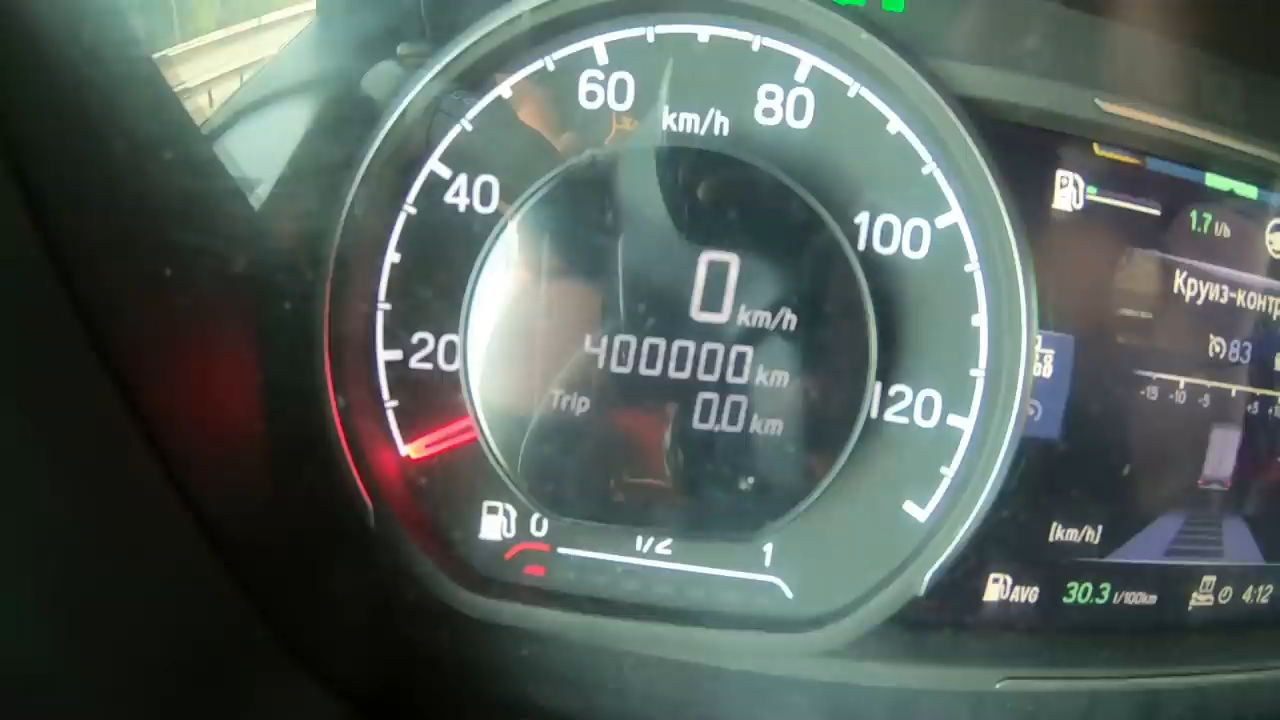 60
80
km/h
40
100
0 km/h
20
400000 km
Trip 0.0 km
120
0 1/2 1
1.7 l/h
Круиз-контр
83
-15 -10 -5 +5
[km/h]
AVG 30.3 l/100km 4:12